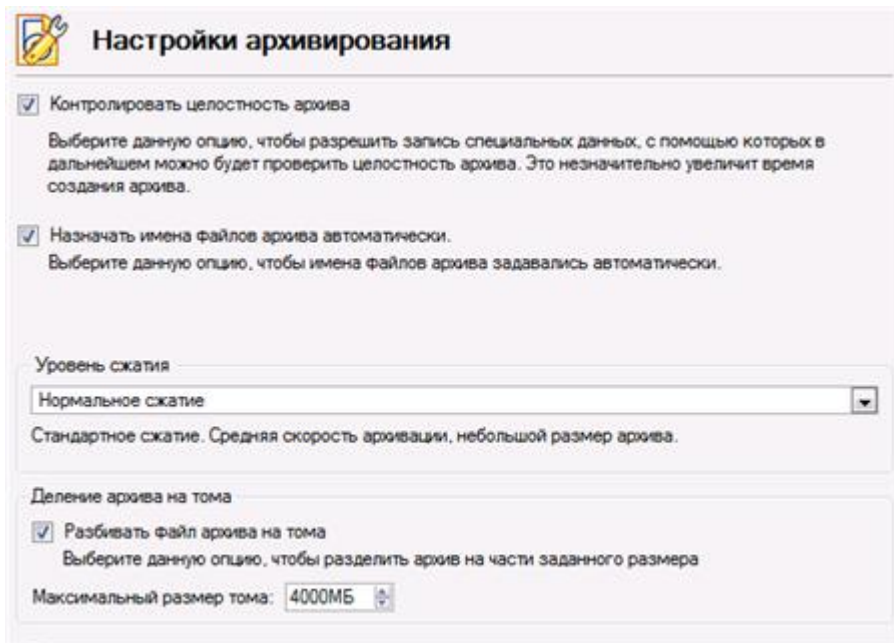 Настройки архивирования
Контролировать целостность архива
Выберите данную опцию, чтобы разрешить запись специальных данных, с помощью которых в
дальнейшем можно будет проверить целостность архива. Это незначительно увеличит время
создания архива.
Назначать имена файлов архива автоматически.
Выберите данную опцию, чтобы имена файлов архива задавались автоматически.
Уровень сжатия
Нормальное сжатие
Стандартное сжатие. Средняя скорость архивации, небольшой размер архива.
Деление архива на тома
Разбивать файл архива на тома
Выберите данную опцию, чтобы разделить архив на части заданного размера
Максимальный размер тома: 4000МБ